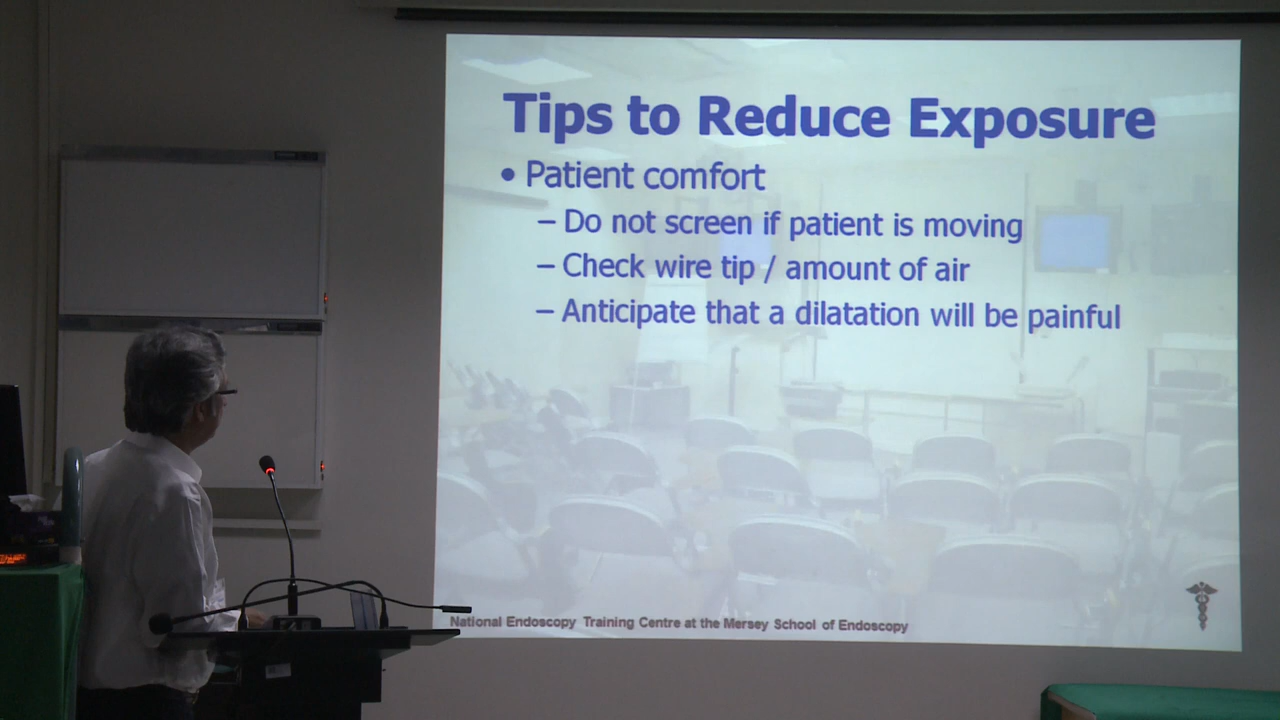 Tips to Reduce Exposure
• Patient comfort
– Do not screen if patient is moving
– Check wire tip / amount of air
– Anticipate that a dilatation will be painful
National Endoscopy Training Centre at the Mersey School of Endoscopy